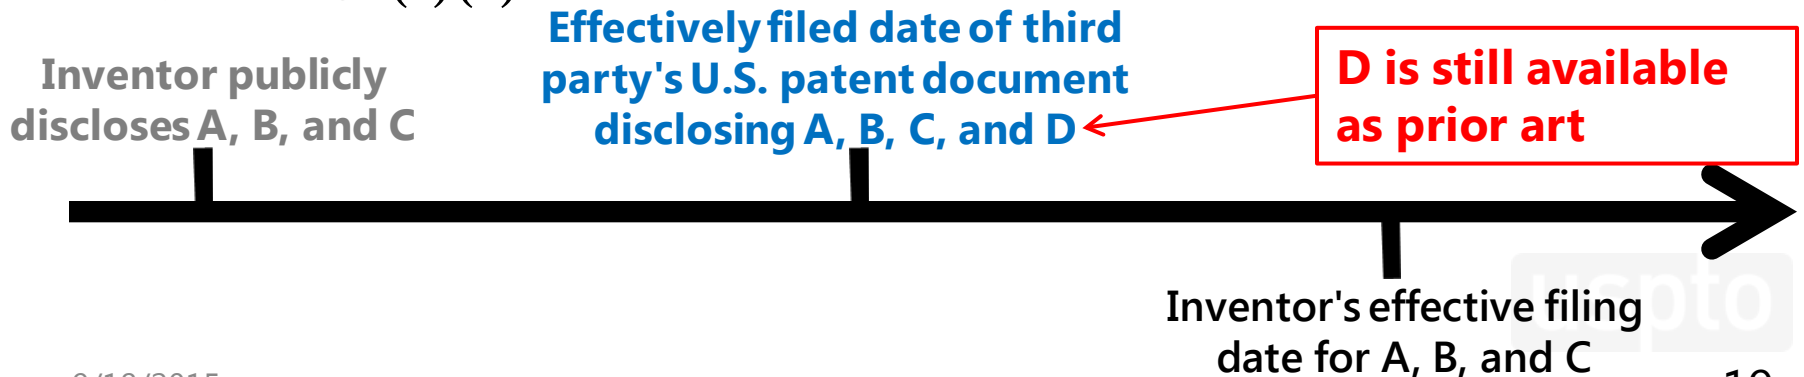 Effectively filed date of third
party's U.S. patent document
disclosing A, B, C, and D
Inventor publicly
discloses A, B, and C
D is still available
as prior art
uspto
Inventor's effective filing
date for A, B, and C